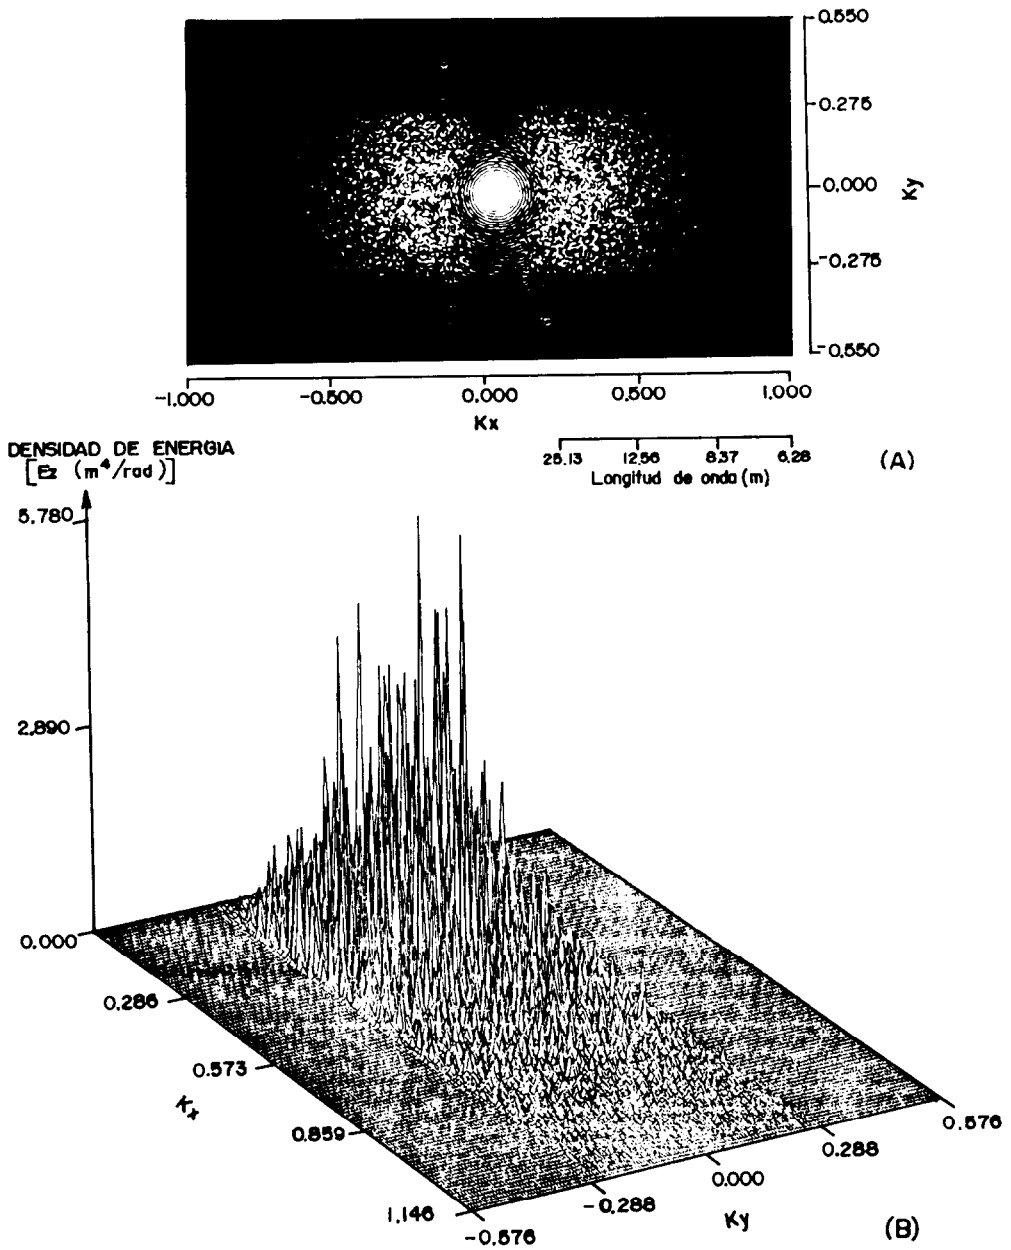 0.550
0.275
0.000
Ky
-0.275
-0.550
-1.000 -0.500 0.000 0.500 1.000
Kx
25.13 12.56 8.37 6.28
Longitud de onda (m)
(A)
DENSIDAD DE ENERGIA
[Ez (m⁴/rad)]
5.780
2.890
0.000
0.286
0.573
0.859
1.146
Kx
-0.576
-0.288
0.000
0.288
0.576
Ky
(B)